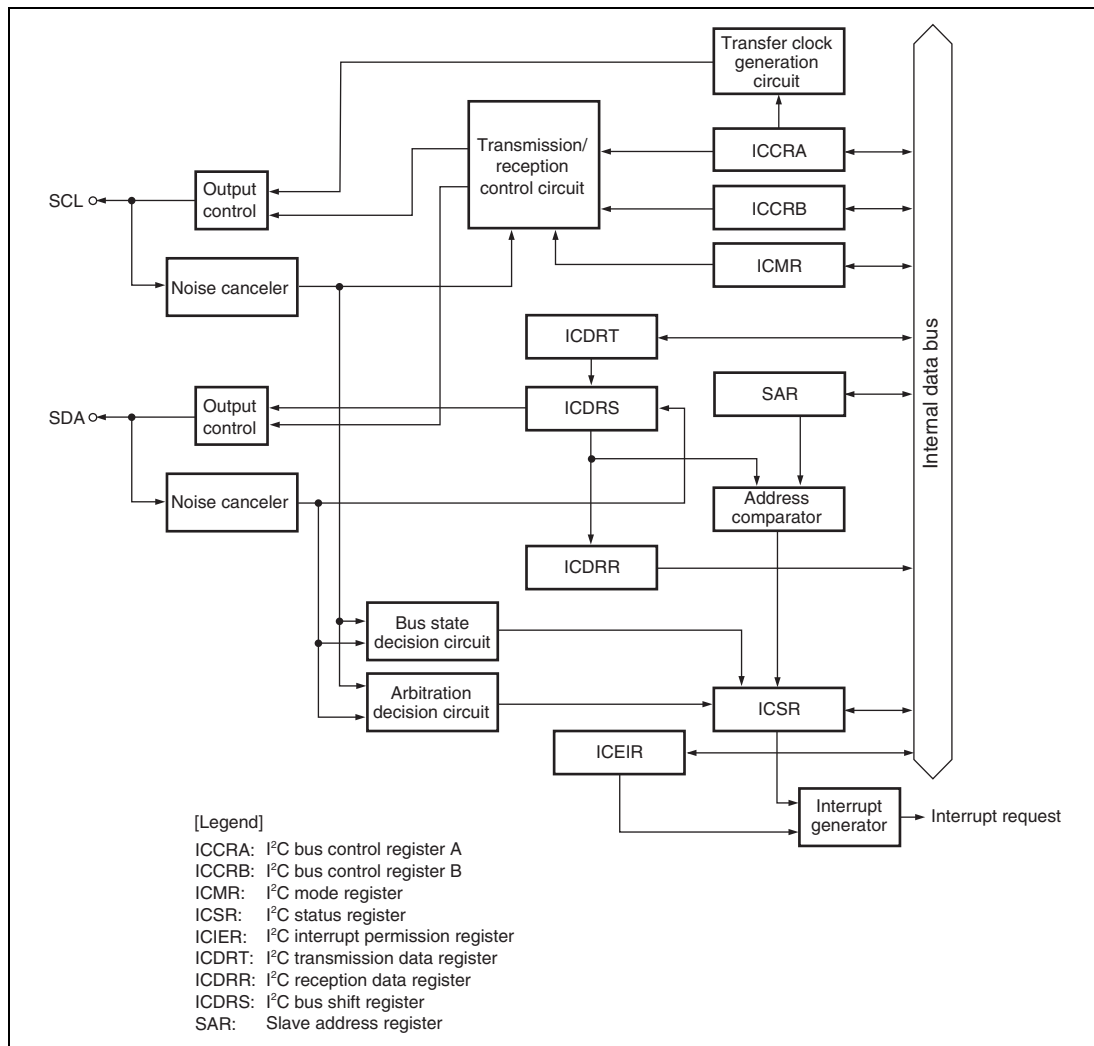 Transfer clock
generation
circuit
Transmission/
reception
control circuit
ICCRA
SCL
Output
control
ICCRB
ICMR
Noise canceler
Internal data bus
ICDRT
SDA
Output
control
ICDRS
SAR
Noise canceler
Address
comparator
ICDRR
Bus state
decision circuit
Arbitration
decision circuit
ICSR
ICEIR
Interrupt
generator
Interrupt request
[Legend]
ICCRA: I²C bus control register A
ICCRB: I²C bus control register B
ICMR: I²C mode register
ICSR: I²C status register
ICIER: I²C interrupt permission register
ICDRT: I²C transmission data register
ICDRR: I²C reception data register
ICDRS: I²C bus shift register
SAR: Slave address register